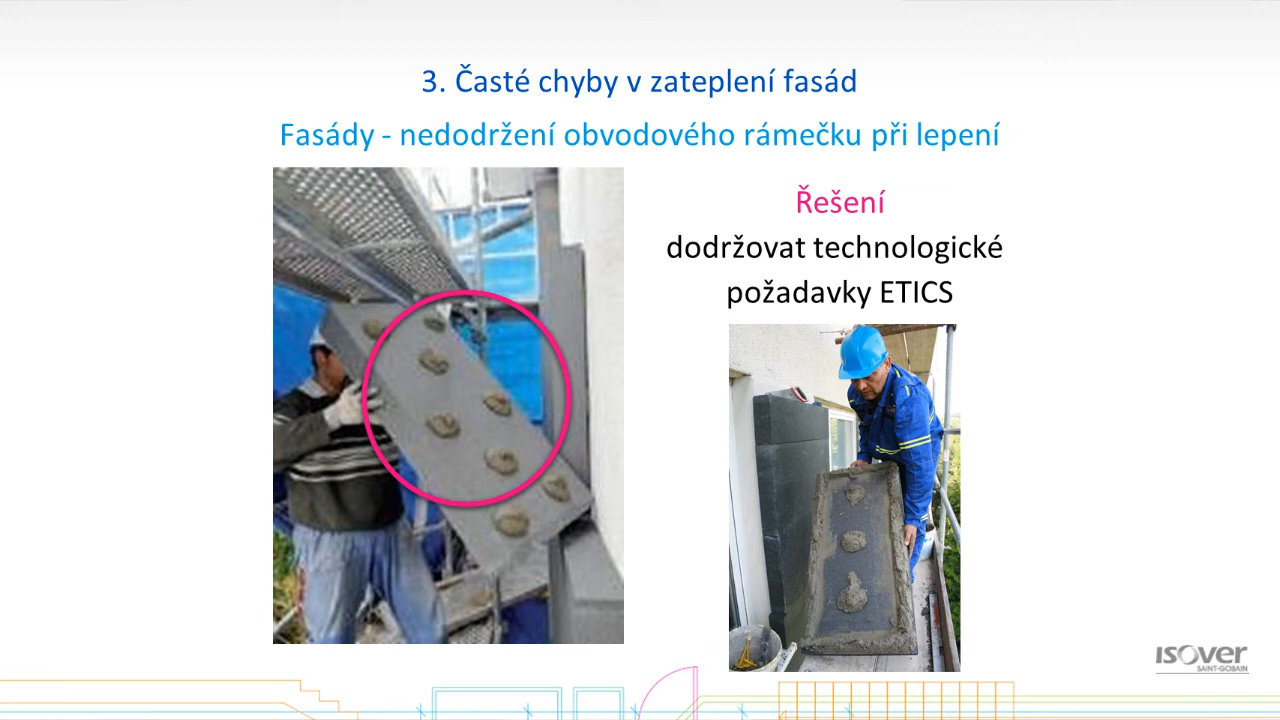 3. Časté chyby v zateplení fasád
Fasády - nedodržení obvodového rámečku při lepení
Řešení
dodržovat technologické
požadavky ETICS
ISOVER
SAINT-GOBAIN